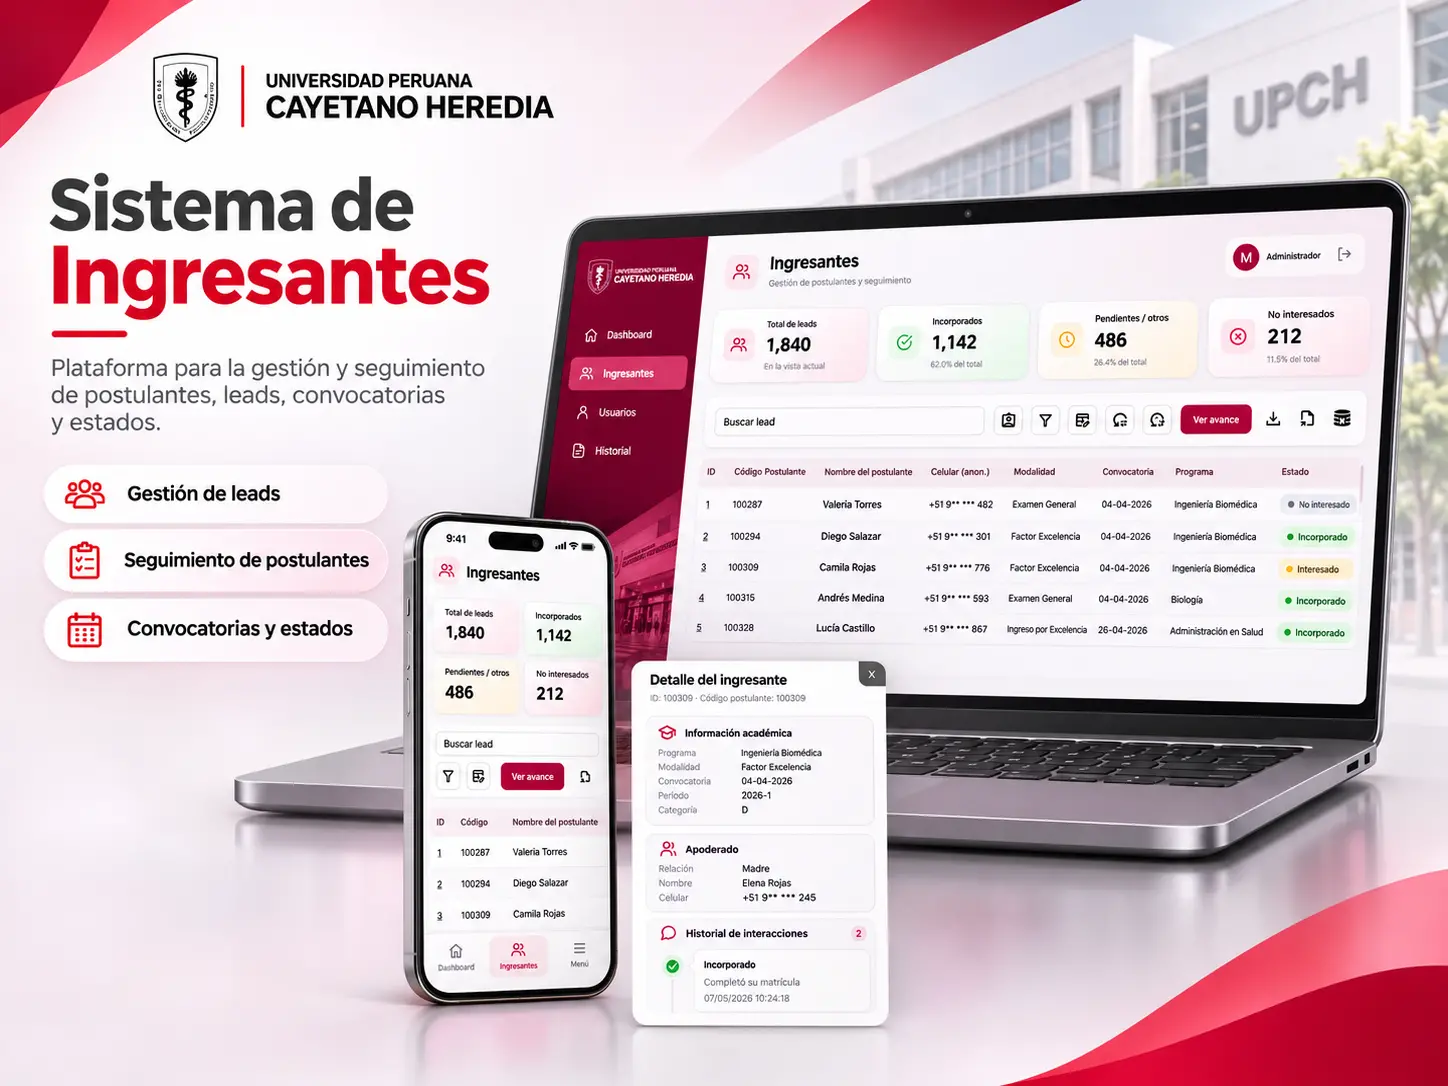 UNIVERSIDAD PERUANA
CAYETANO HEREDIA
UPCH
Sistema de
Ingresantes
Plataforma para la gestión y seguimiento
de postulantes, leads, convocatorias
y estados.
Gestión de leads
Seguimiento de postulantes
Convocatorias y estados
UNIVERSIDAD PERUANA
CAYETANO HEREDIA
Dashboard
Ingresantes
Usuarios
Historial
Ingresantes
Gestión de postulantes y seguimiento
M Administrador
Total de leads
1,840
En la vista actual
Incorporados
1,142
62.0% del total
Pendientes / otros
486
26.4% del total
No interesados
212
11.5% del total
Buscar lead
Ver avance
ID Código Postulante Nombre del postulante Celular (anon.) Modalidad Convocatoria Programa Estado
1 100287 Valeria Torres +51 9** *** 482 Examen General 04-04-2026 Ingeniería Biomédica No interesado
2 100294 Diego Salazar +51 9** *** 301 Factor Excelencia 04-04-2026 Ingeniería Biomédica Incorporado
3 100309 Camila Rojas +51 9** *** 776 Factor Excelencia 04-04-2026 Ingeniería Biomédica Interesado
4 100315 Andrés Medina +51 9** *** 593 Examen General 04-04-2026 Biología Incorporado
5 100328 Lucía Castillo +51 9** *** 867 Ingreso por Excelencia 26-04-2026 Administración en Salud Incorporado
9:41
Ingresantes
Total de leads
1,840
Incorporados
1,142
Pendientes / otros
486
No interesados
212
Buscar lead
Ver avance
ID Código Nombre del postulante
1 100287 Valeria Torres
2 100294 Diego Salazar
3 100309 Camila Rojas
Dashboard
Ingresantes
Menú
Detalle del ingresante
X
ID: 100309 · Código postulante: 100309
Información académica
Programa Ingeniería Biomédica
Modalidad Factor Excelencia
Convocatoria 04-04-2026
Período 2026-1
Categoría D
Apoderado
Relación Madre
Nombre Elena Rojas
Celular +51 9** *** 245
Historial de interacciones 2
Incorporado
Completó su matrícula
07/05/2026 10:24:18